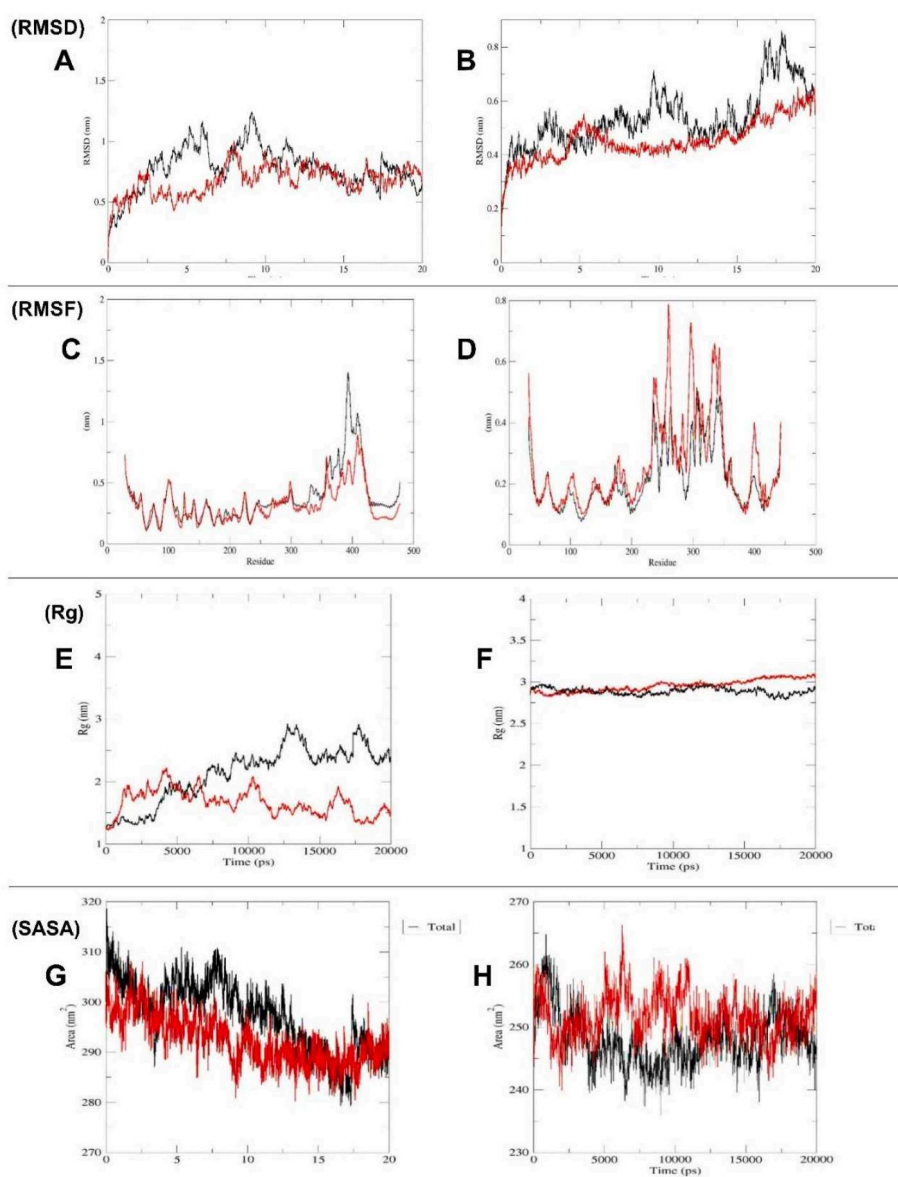 (RMSD)
A
2
1.5
1
0.5
0
RMSD (nm)
0 5 10 15 20
B
0.8
0.6
0.4
0.2
0
RMSD (nm)
0 5 10 15 20
(RMSF)
C
2
1.5
1
0.5
0
(nm)
0 100 200 300 400 500
Residue
D
0.8
0.6
0.4
0.2
0
(nm)
0 100 200 300 400 500
Residue
(Rg)
E
5
4
3
2
1
Rg (nm)
0 5000 10000 15000 20000
Time (ps)
F
4
3.5
3
2.5
2
1.5
1
Rg (nm)
0 5000 10000 15000 20000
Time (ps)
(SASA)
G
320
310
300
290
280
270
Area (nm²)
0 5 10 15 20
Total
H
270
260
250
240
230
Area (nm²)
0 5000 10000 15000 20000
Time (ps)